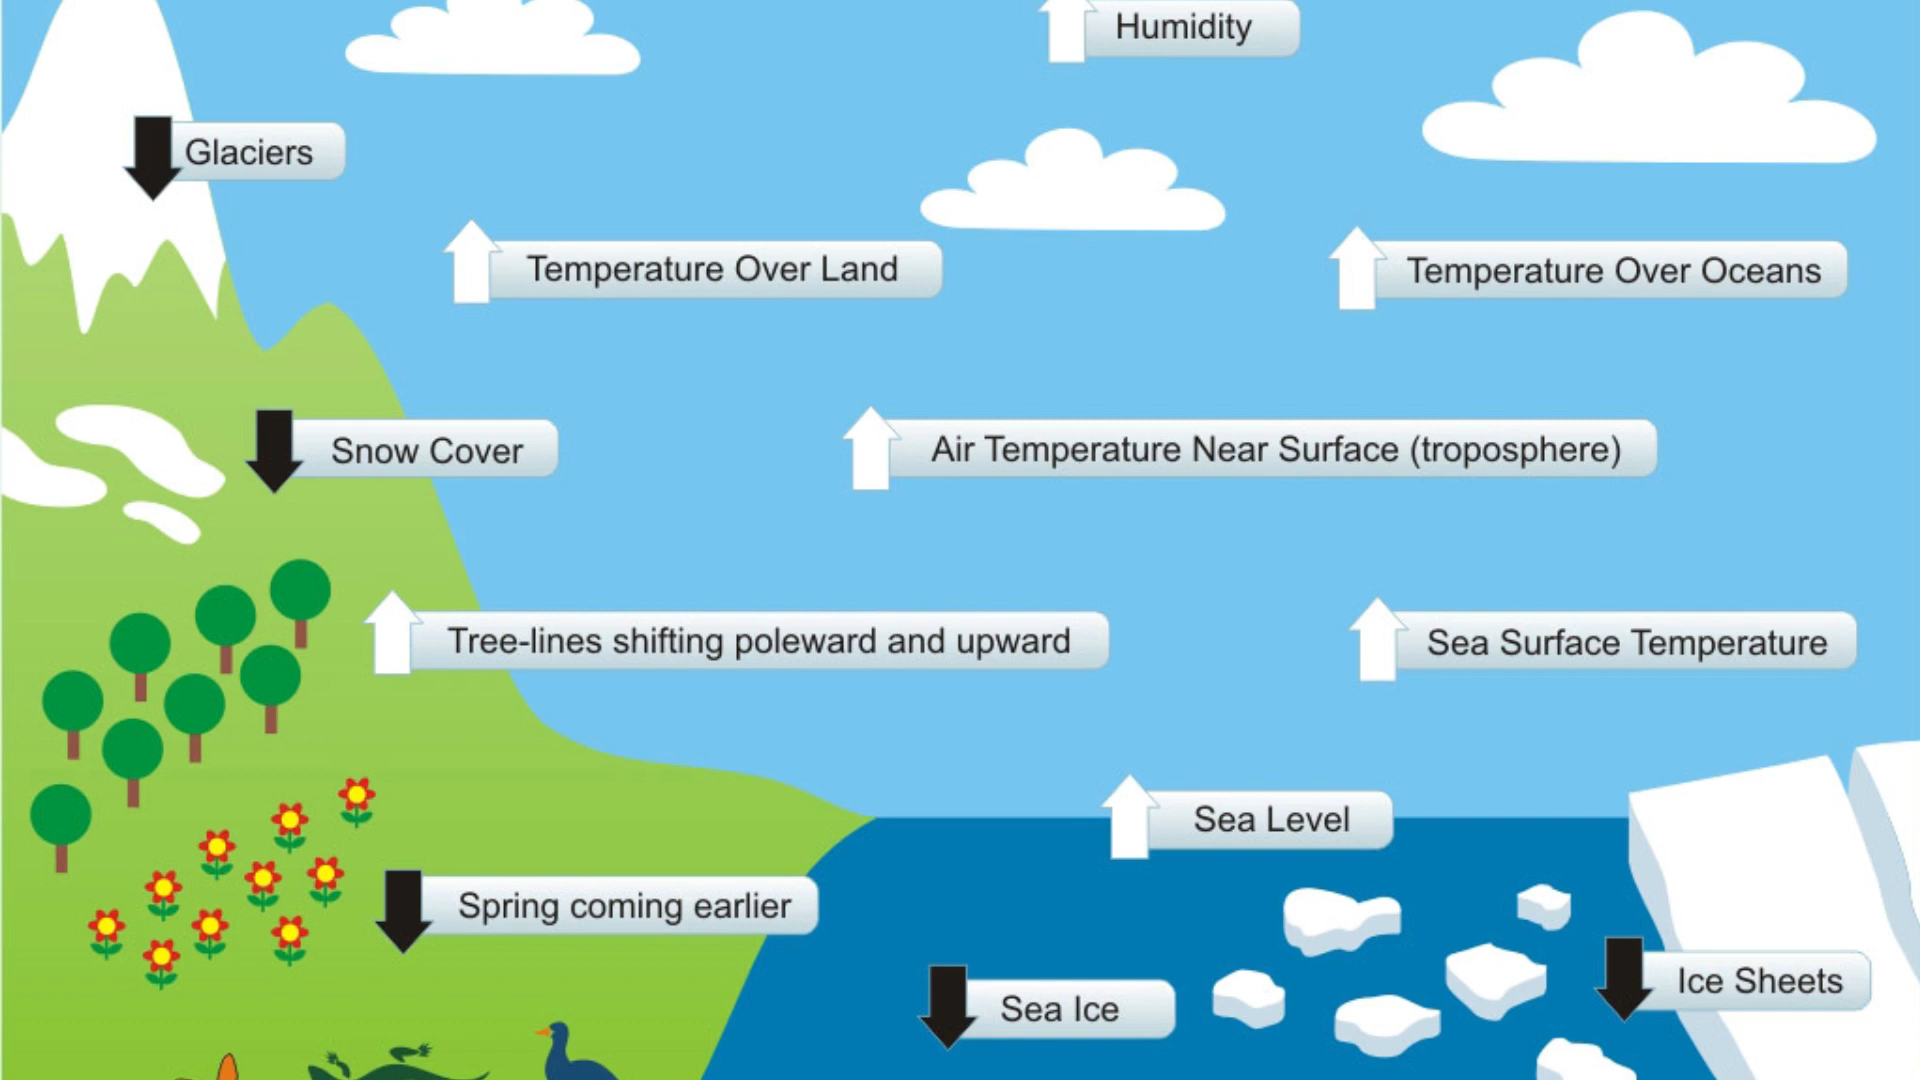 Humidity
Glaciers
Temperature Over Land
Temperature Over Oceans
Snow Cover
Air Temperature Near Surface (troposphere)
Tree-lines shifting poleward and upward
Sea Surface Temperature
Sea Level
Spring coming earlier
Ice Sheets
Sea Ice